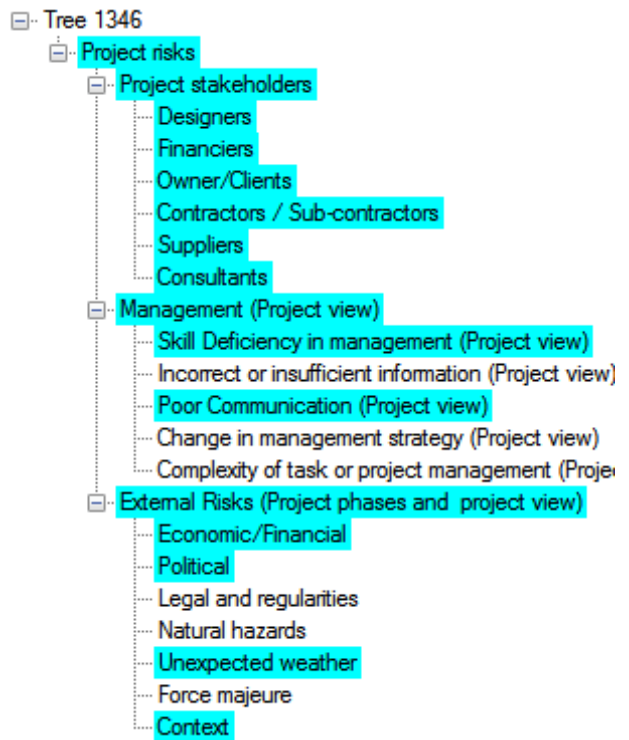 Tree 1346
Project risks
Project stakeholders
Designers
Financiers
Owner/Clients
Contractors / Sub-contractors
Suppliers
Consultants
Management (Project view)
Skill Deficiency in management (Project view)
Incorrect or insufficient information (Project view)
Poor Communication (Project view)
Change in management strategy (Project view)
Complexity of task or project management (Proje
External Risks (Project phases and  project view)
Economic/Financial
Political
Legal and regularities
Natural hazards
Unexpected weather
Force majeure
Context